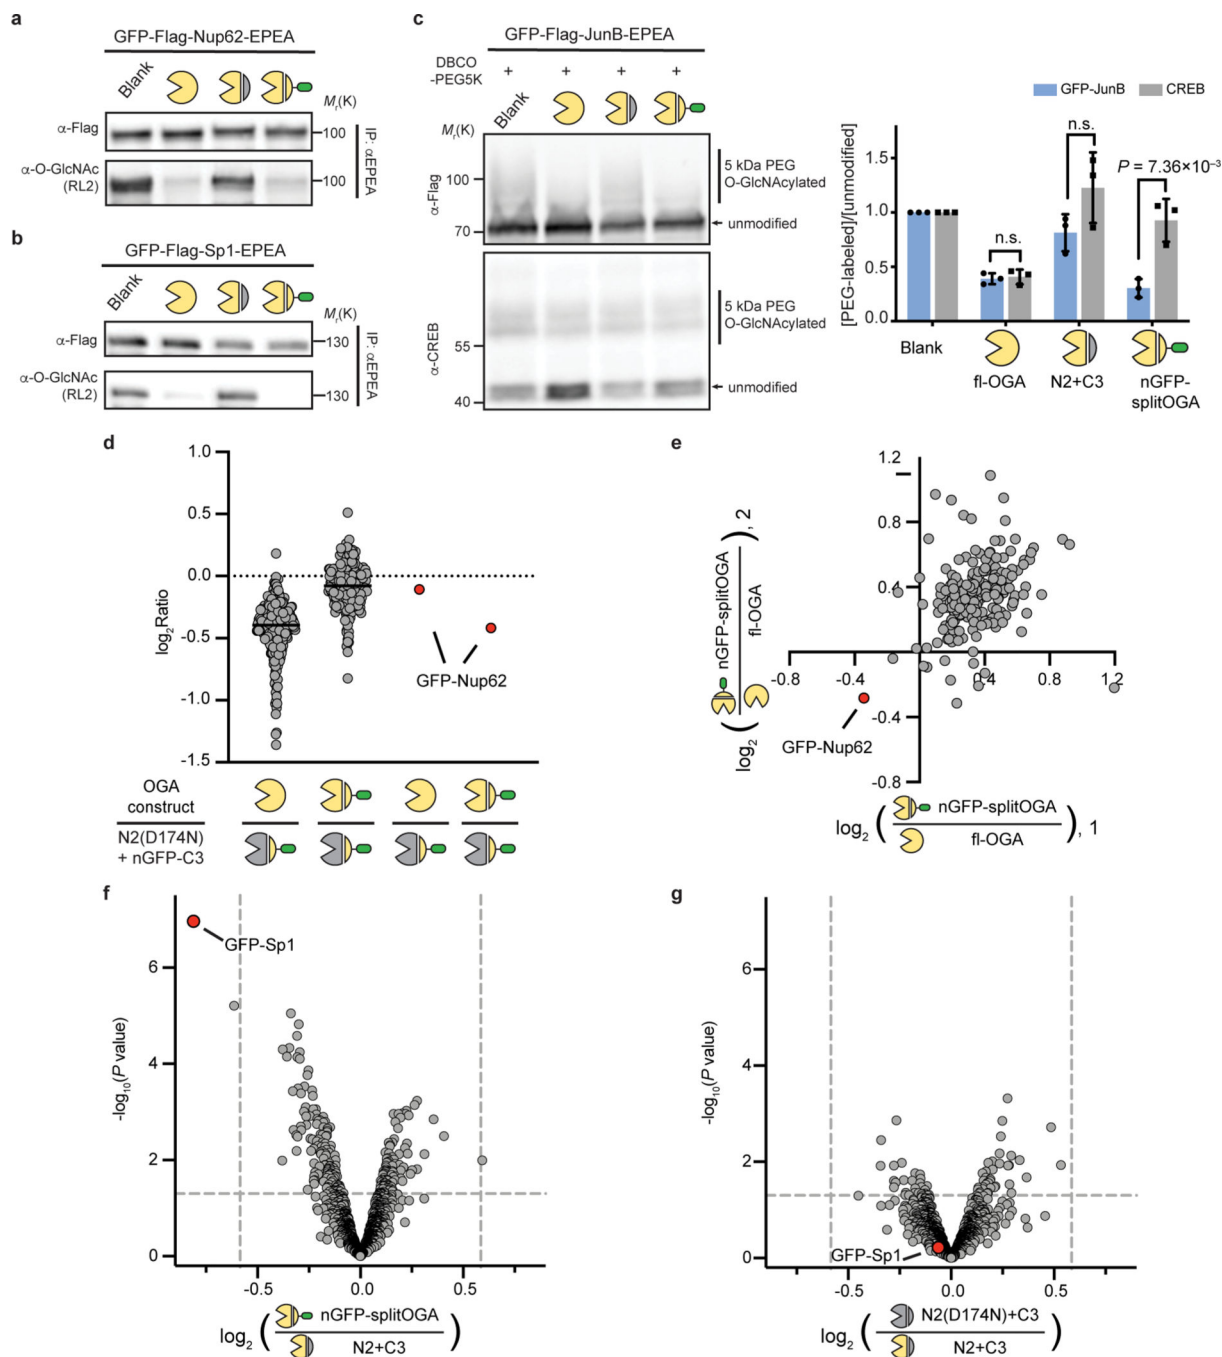 a
GFP-Flag-Nup62-EPEA
Blank
Mr(K)
α-Flag
100
α-O-GlcNAc
(RL2)
100
IP: αEPEA
b
GFP-Flag-Sp1-EPEA
Blank
Mr(K)
α-Flag
130
α-O-GlcNAc
(RL2)
130
IP: αEPEA
c
GFP-Flag-JunB-EPEA
DBCO
-PEG5K
+ + + +
Blank
Mr(K)
α-Flag
100
70
5 kDa PEG
O-GlcNAcylated
unmodified
α-CREB
55
40
5 kDa PEG
O-GlcNAcylated
unmodified
GFP-JunB
CREB
[PEG-labeled]/[unmodified]
1.5
1.0
0.5
0.0
n.s.
n.s.
P = 7.36×10⁻³
Blank
fl-OGA
N2+C3
nGFP-
splitOGA
d
log₂Ratio
1.0
0.5
0.0
-0.5
-1.0
-1.5
GFP-Nup62
OGA
construct
N2(D174N)
+ nGFP-C3
e
log₂ ( nGFP-splitOGA
fl-OGA ), 2
1.2
0.8
0.4
-0.4
-0.8
-0.8 -0.4 0.4 0.8 1.2
GFP-Nup62
log₂ ( nGFP-splitOGA
fl-OGA ), 1
f
-log₁₀(P value)
6
4
2
0
GFP-Sp1
-0.5 0.0 0.5
log₂ ( nGFP-splitOGA
N2+C3 )
g
-log₁₀(P value)
6
4
2
0
GFP-Sp1
-0.5 0.0 0.5
log₂ ( N2(D174N)+C3
N2+C3 )